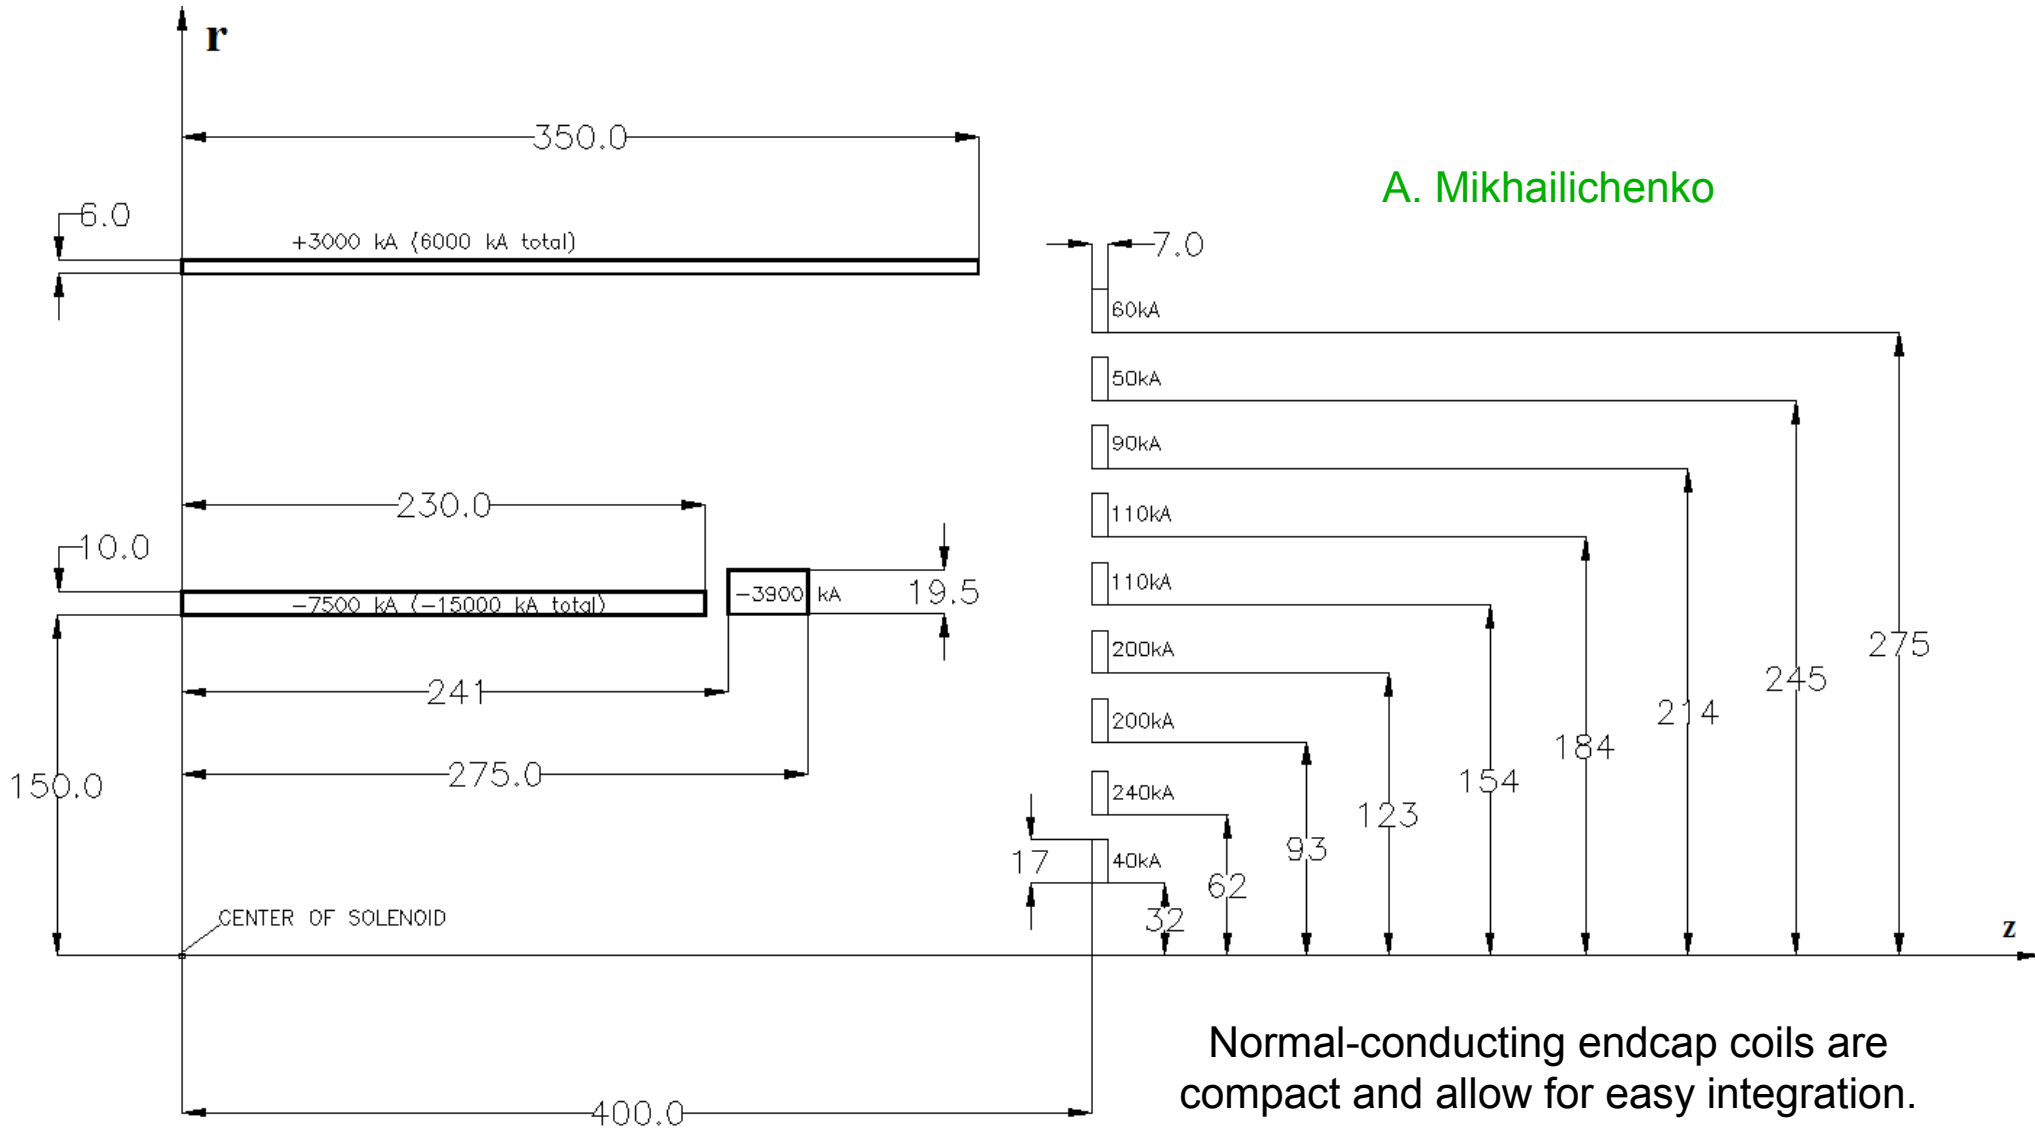 r
350.0
A. Mikhailichenko
6.0
+3000 kA (6000 kA total)
7.0
60kA
50kA
90kA
230.0
110kA
10.0
110kA
19.5
-3900 kA
-7500 kA (-15000 kA total)
200kA
275
245
241
214
200kA
184
275.0
154
150.0
240kA
123
93
17
40kA
62
32
CENTER OF SOLENOID
z
Normal-conducting endcap coils are
compact and allow for easy integration.
400.0